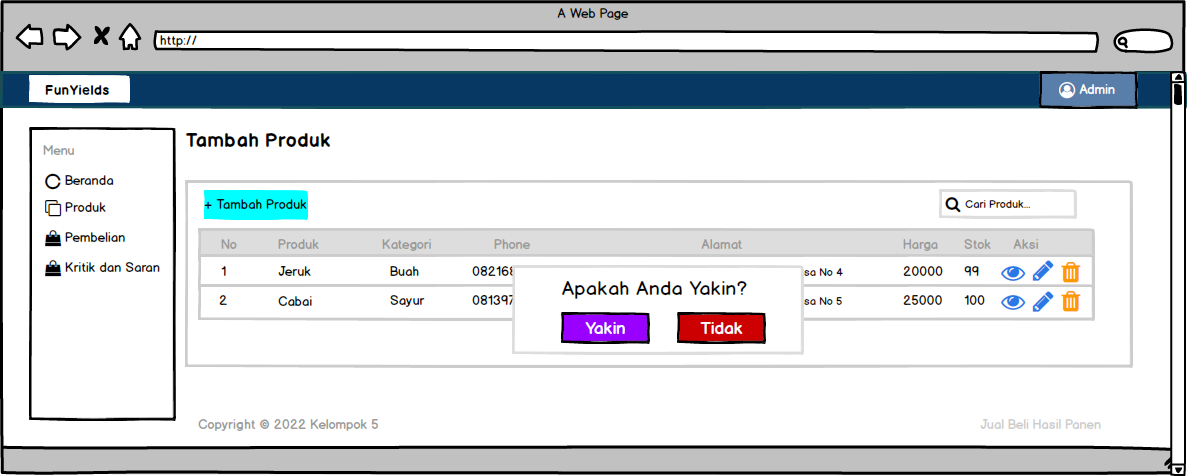 A Web Page
http://
FunYields
Admin
Menu
Beranda
Produk
Pembelian
Kritik dan Saran
Tambah Produk
+ Tambah Produk
Cari Produk...
No Produk Kategori Phone Alamat Harga Stok Aksi
1 Jeruk Buah 08216 sa No 4 20000 99
2 Cabai Sayur 081397 sa No 5 25000 100
Apakah Anda Yakin?
Yakin Tidak
Copyright © 2022 Kelompok 5
Jual Beli Hasil Panen